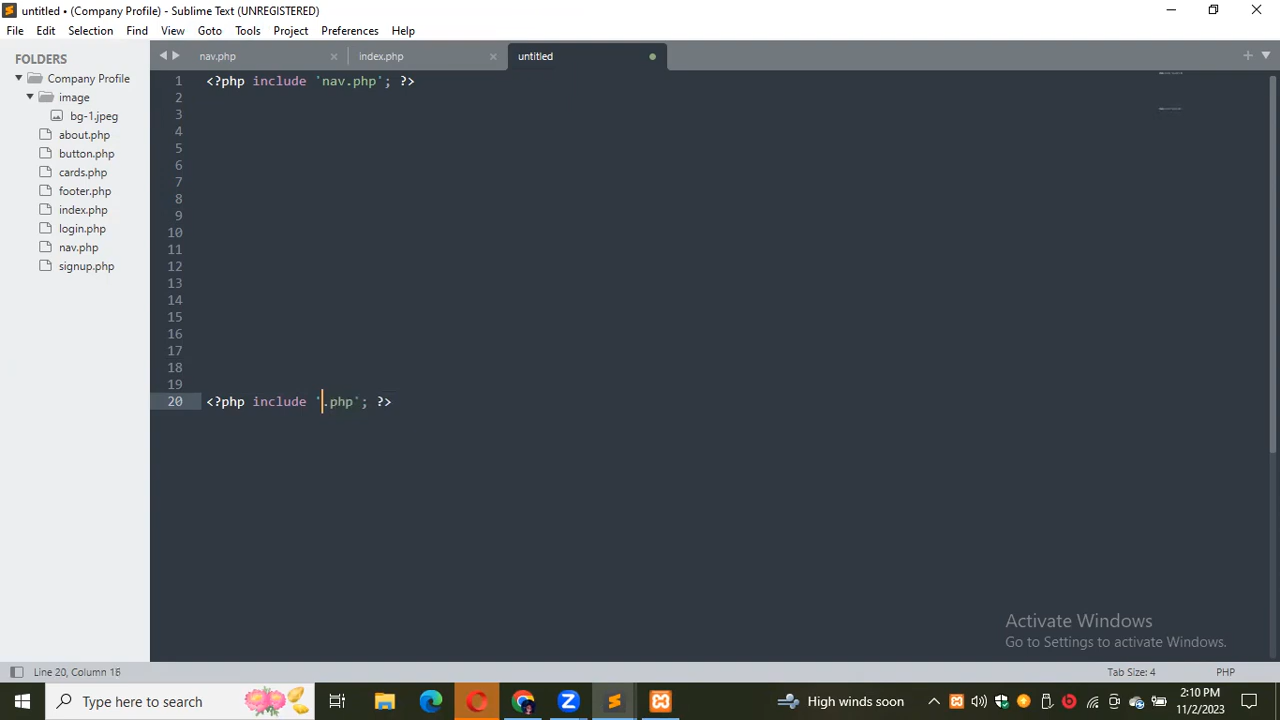 untitled • (Company Profile) - Sublime Text (UNREGISTERED)
File Edit Selection Find View Goto Tools Project Preferences Help
FOLDERS
Company Profile
image
bg-1.jpeg
about.php
button.php
cards.php
footer.php
index.php
login.php
nav.php
signup.php
nav.php index.php untitled
1 <?php include 'nav.php'; ?>
2
3
4
5
6
7
8
9
10
11
12
13
14
15
16
17
18
19
20 <?php include '.php'; ?>
Activate Windows
Go to Settings to activate Windows.
Line 20, Column 16 Tab Size: 4 PHP
Type here to search High winds soon 2:10 PM
11/2/2023